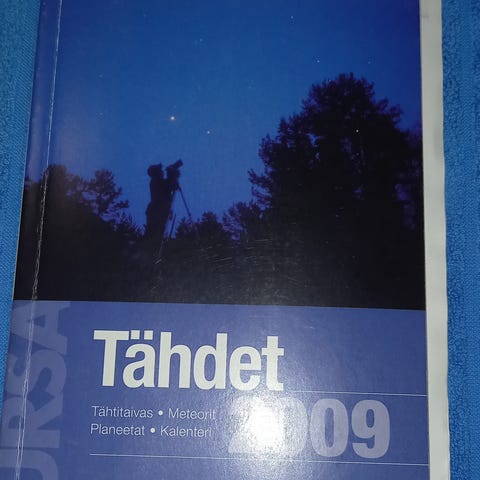 Tähdet
Tähtitaivas • Meteorit
Planeetat • Kalenteri
2009
URSA